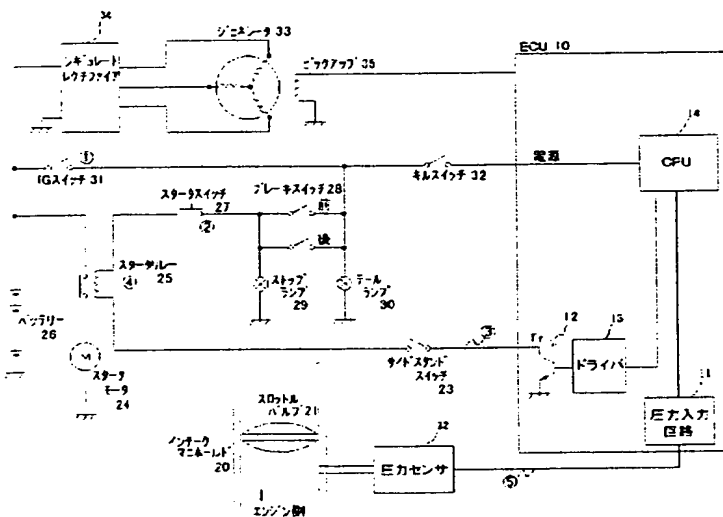 34
ジェネレータ 33
レギュレート
レクチファイア
ピックアップ 35
ECU 10
14
CPU
①
IGスイッチ 31
電源
キルスイッチ 32
スタータスイッチ
27
②
ブレーキスイッチ 28
前
後
スタータリレー
④
25
ストップ
ランプ
29
テール
ランプ
30
バッテリー
26
M
スタータ
モータ
24
サイドスタンド
スイッチ
23
③
Tr
12
13
ドライバ
11
圧力入力
回路
スロットル
バルブ 21
インテーク
マニホールド
20
圧力センサ
⑤
エンジン側